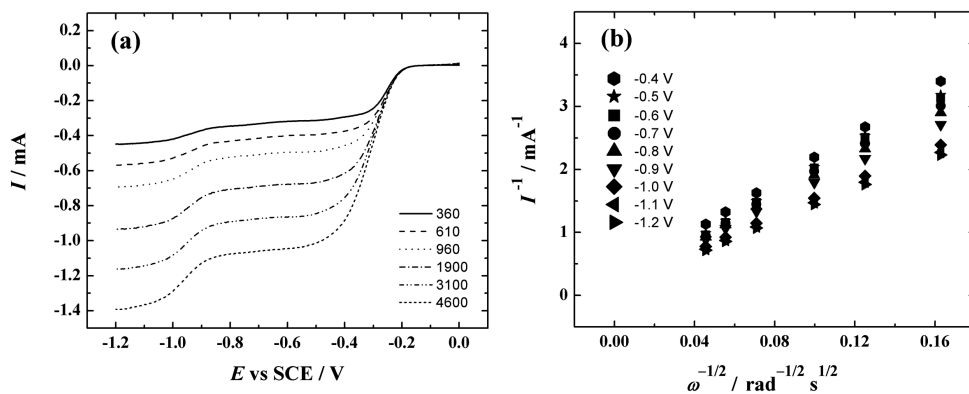 (a)
0.4
0.2
0.0
-0.2
-0.4
-0.6
-0.8
-1.0
-1.2
-1.4
I / mA
-1.2 -1.0 -0.8 -0.6 -0.4 -0.2 0.0
E vs SCE / V
360
610
960
1900
3100
4600
(b)
4
3
2
1
0
I⁻¹ / mA⁻¹
0.00 0.04 0.08 0.12 0.16
ω⁻¹/² / rad⁻¹/² s¹/²
-0.4 V
-0.5 V
-0.6 V
-0.7 V
-0.8 V
-0.9 V
-1.0 V
-1.1 V
-1.2 V